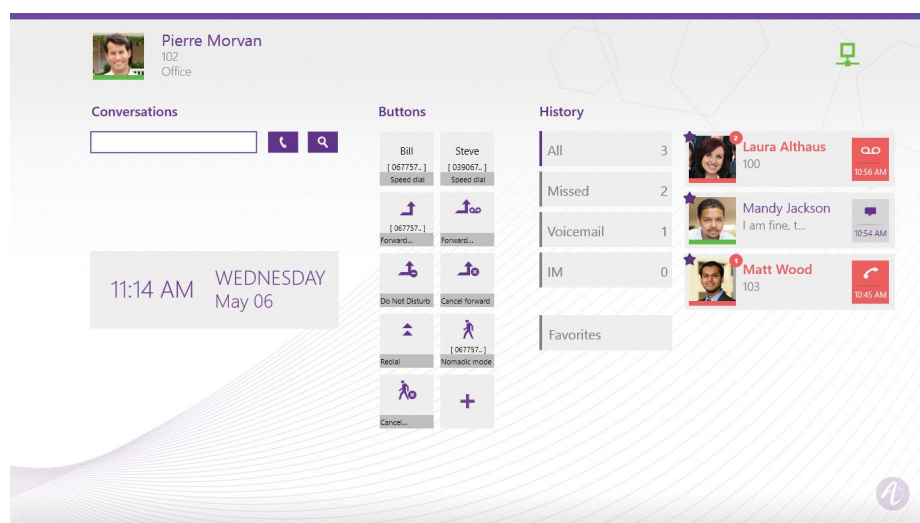 Pierre Morvan
102
Office
Conversations
Buttons
History
Bill
[ 067757.. ]
Speed dial
Steve
[ 039067.. ]
Speed dial
[ 067757.. ]
Forward...
Forward...
Do Not Disturb
Cancel forward
Redial
[ 067757.. ]
Nomadic mode
Cancel...
11:14 AM
WEDNESDAY
May 06
All 3
Missed 2
Voicemail 1
IM 0
Favorites
2
Laura Althaus
100
10:56 AM
Mandy Jackson
I am fine, t...
10:54 AM
1
Matt Wood
103
10:45 AM